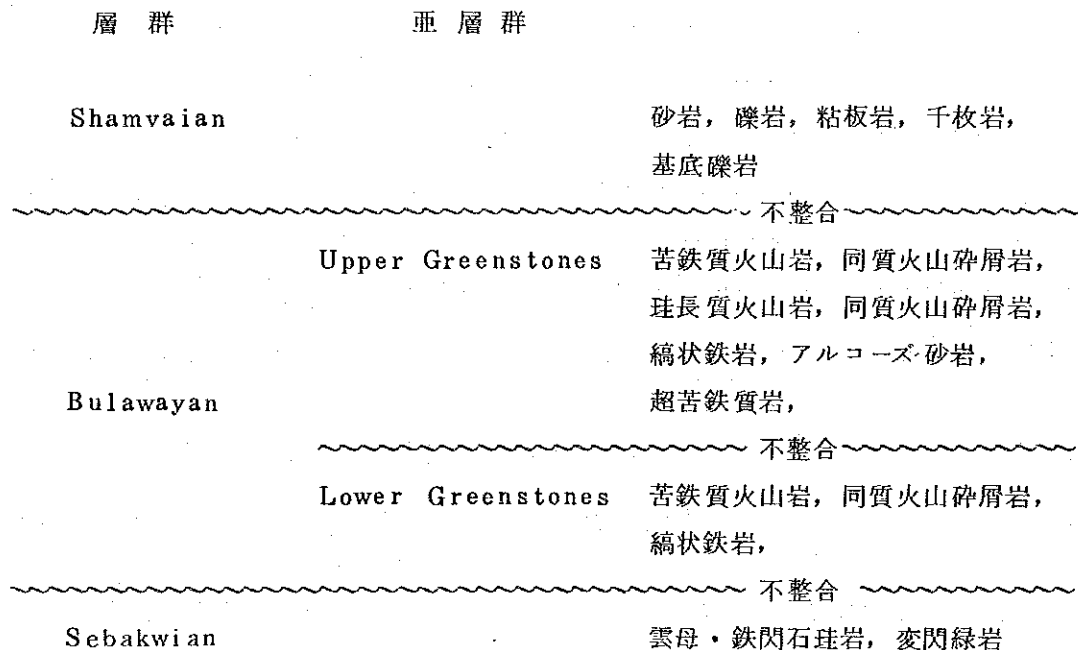 層 群 亜 層 群
Shamvaian 砂岩，礫岩，粘板岩，千枚岩，
基底礫岩
不整合
Upper Greenstones 苦鉄質火山岩，同質火山砕屑岩，
珪長質火山岩，同質火山砕屑岩，
縞状鉄岩，アルコーズ砂岩，
Bulawayan 超苦鉄質岩，
不整合
Lower Greenstones 苦鉄質火山岩，同質火山砕屑岩，
縞状鉄岩，
不整合
Sebakwian 雲母・鉄閃石珪岩，変閃緑岩